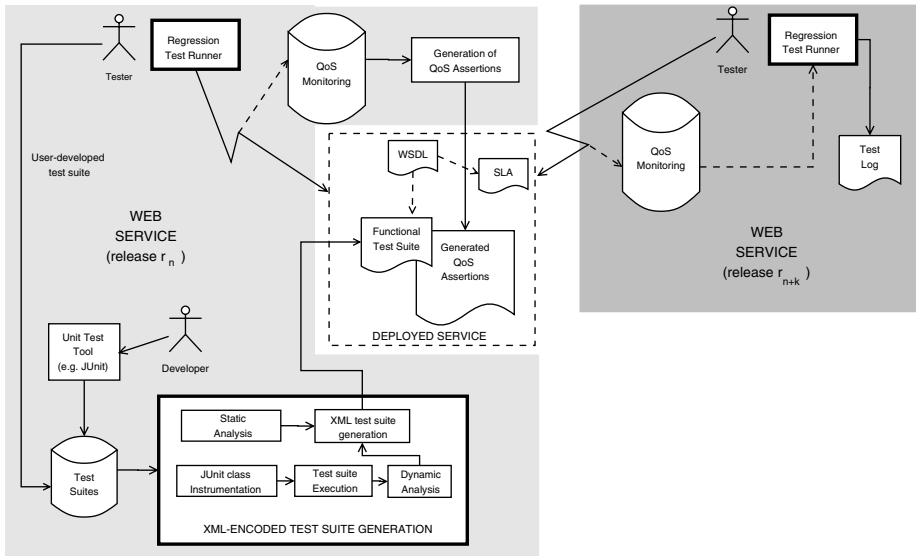 Tester
Regression
Test Runner
QoS
Monitoring
Generation of
QoS Assertions
User-developed
test suite
WEB
SERVICE
(release r n )
WSDL
SLA
Functional
Test Suite
Generated
QoS
Assertions
DEPLOYED SERVICE
Tester
Regression
Test Runner
QoS
Monitoring
Test
Log
WEB
SERVICE
(release r n+k )
Unit Test
Tool
(e.g. JUnit)
Developer
Test
Suites
Static
Analysis
XML test suite
generation
JUnit class
Instrumentation
Test suite
Execution
Dynamic
Analysis
XML-ENCODED TEST SUITE GENERATION